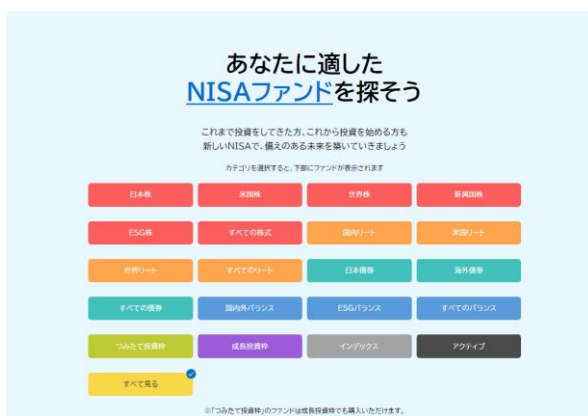 あなたに適した
NISAファンドを探そう
これまで投資をしてきた方、これから投資を始める方も
新しいNISAで、備えのある未来を築いていきましょう
カテゴリを選択すると、下部にファンドが表示されます
日本株 米国株 世界株 新興国株
ESG株 すべての株式 国内リート 米国リート
世界リート すべてのリート 日本債券 海外債券
すべての債券 国内外バランス ESGバランス すべてのバランス
つみたて投資枠 成長投資枠 インデックス アクティブ
すべて見る
※「つみたて投資枠」のファンドは成長投資枠でも購入いただけます。